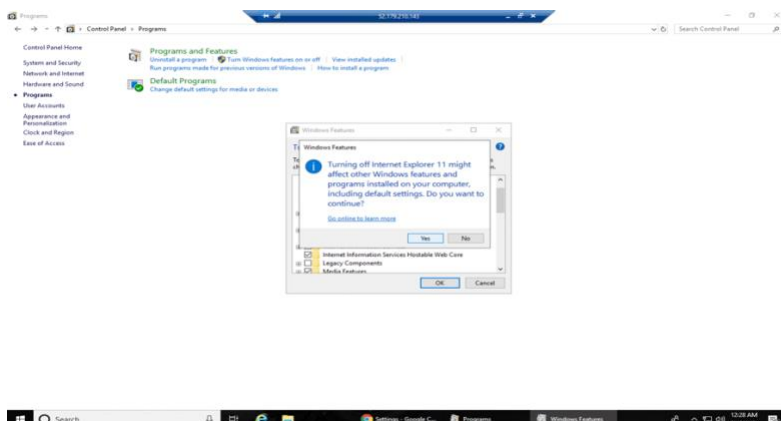 Programs
52.179.210.143
Control Panel › Programs
Search Control Panel
Control Panel Home
System and Security
Network and Internet
Hardware and Sound
Programs
User Accounts
Appearance and
Personalization
Clock and Region
Ease of Access
Programs and Features
Uninstall a program
Turn Windows features on or off
View installed updates
Run programs made for previous versions of Windows
How to install a program
Default Programs
Change default settings for media or devices
Windows Features
Windows Features
Turning off Internet Explorer 11 might
affect other Windows features and
programs installed on your computer,
including default settings. Do you want to
continue?
Go online to learn more
Yes
No
Internet Information Services Hostable Web Core
Legacy Components
Media Features
OK
Cancel
Search
Settings - Google C...
Programs
Windows Features
12:28 AM